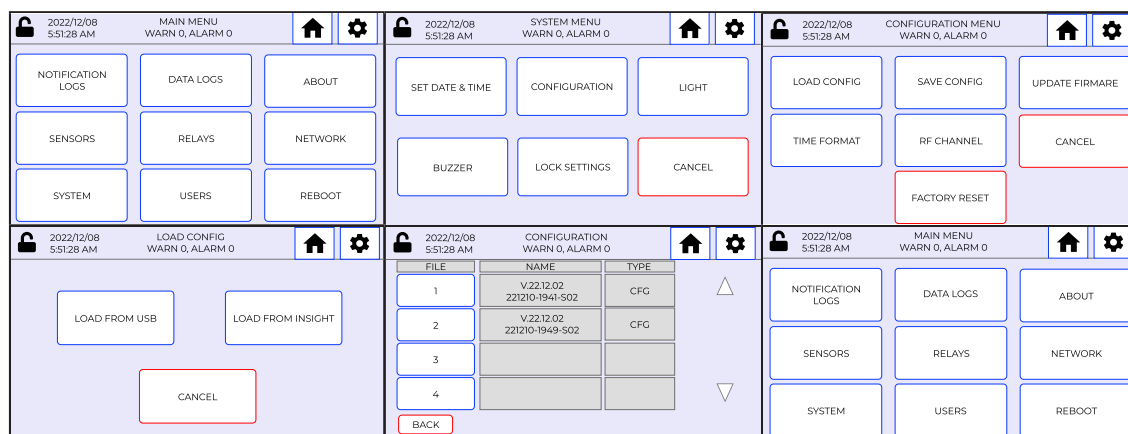 2022/12/08
5:51:28 AM
MAIN MENU
WARN 0, ALARM 0
NOTIFICATION
LOGS
DATA LOGS
ABOUT
SENSORS
RELAYS
NETWORK
SYSTEM
USERS
REBOOT
2022/12/08
5:51:28 AM
SYSTEM MENU
WARN 0, ALARM 0
SET DATE & TIME
CONFIGURATION
LIGHT
BUZZER
LOCK SETTINGS
CANCEL
2022/12/08
5:51:28 AM
CONFIGURATION MENU
WARN 0, ALARM 0
LOAD CONFIG
SAVE CONFIG
UPDATE FIRMARE
TIME FORMAT
RF CHANNEL
CANCEL
FACTORY RESET
2022/12/08
5:51:28 AM
LOAD CONFIG
WARN 0, ALARM 0
LOAD FROM USB
LOAD FROM INSIGHT
CANCEL
2022/12/08
5:51:28 AM
CONFIGURATION
WARN 0, ALARM 0
FILE NAME TYPE
1 V.22.12.02 CFG
221210-1941-S02
2 V.22.12.02 CFG
221210-1949-S02
3
4
BACK
2022/12/08
5:51:28 AM
MAIN MENU
WARN 0, ALARM 0
NOTIFICATION
LOGS
DATA LOGS
ABOUT
SENSORS
RELAYS
NETWORK
SYSTEM
USERS
REBOOT